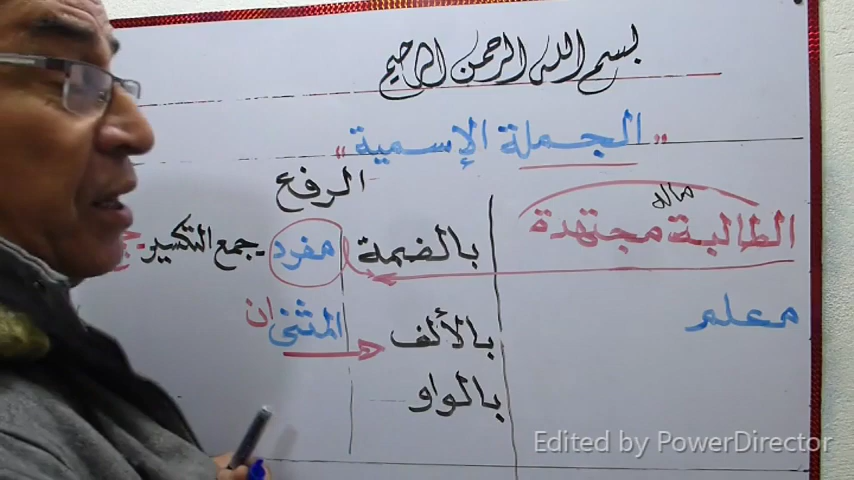 بسم الله الرحمن الرحيم
"الجملة الإسمية"
الرفع
ماله
الطالبة مجتهدة
بالضمة مفرد - جمع التكسير -
معلم
بالألف المثنى ان
بالواو
Edited by PowerDirector